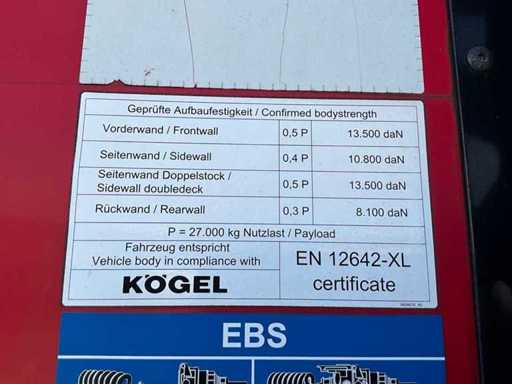 Geprüfte Aufbaufestigkeit / Confirmed bodystrength
Vorderwand / Frontwall 0,5 P 13.500 daN
Seitenwand / Sidewall 0,4 P 10.800 daN
Seitenwand Doppelstock /
Sidewall doubledeck 0,5 P 13.500 daN
Rückwand / Rearwall 0,3 P 8.100 daN
P = 27.000 kg Nutzlast / Payload
Fahrzeug entspricht
Vehicle body in compliance with
KÖGEL
EN 12642-XL
certificate
EBS